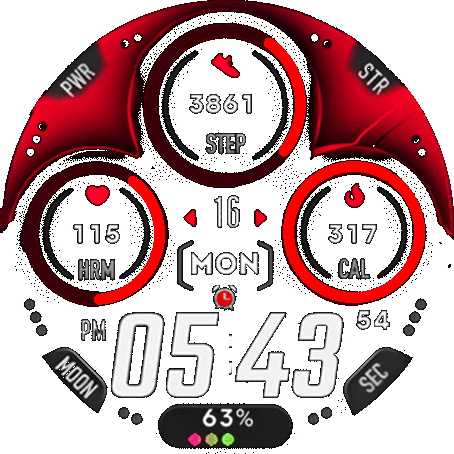 PWR
STR
3861
STEP
115
HRM
16
MON
317
CAL
PM
05:43
54
MOON
SEC
63%